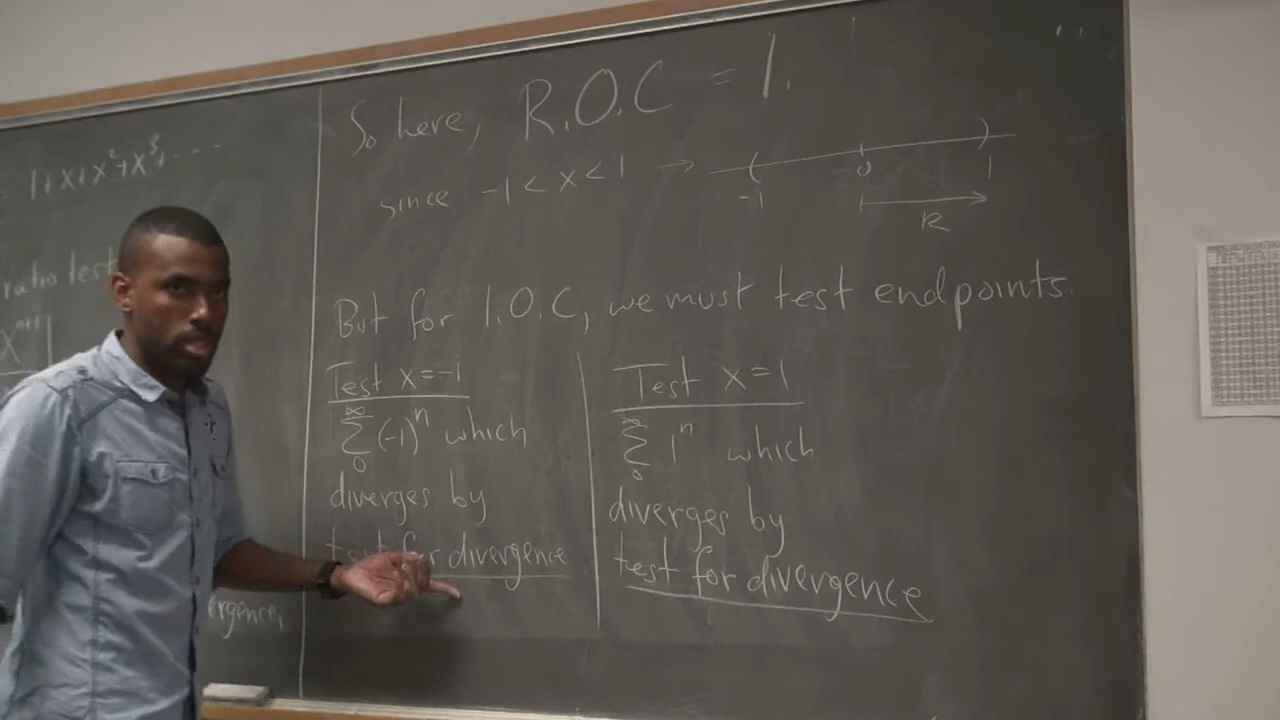 = 1+x+x²+x³+ ....
ratio test
x^{n+1}
ergence,
So here, R.O.C = 1.
since -1 < x < 1 →
-1 0 1
R
But for I.O.C, we must test endpoints.
Test x=-1
∞
∑ (-1)^n which
0
diverges by
test for divergence
Test x=1
∞
∑ 1^n which
0
diverges by
test for divergence